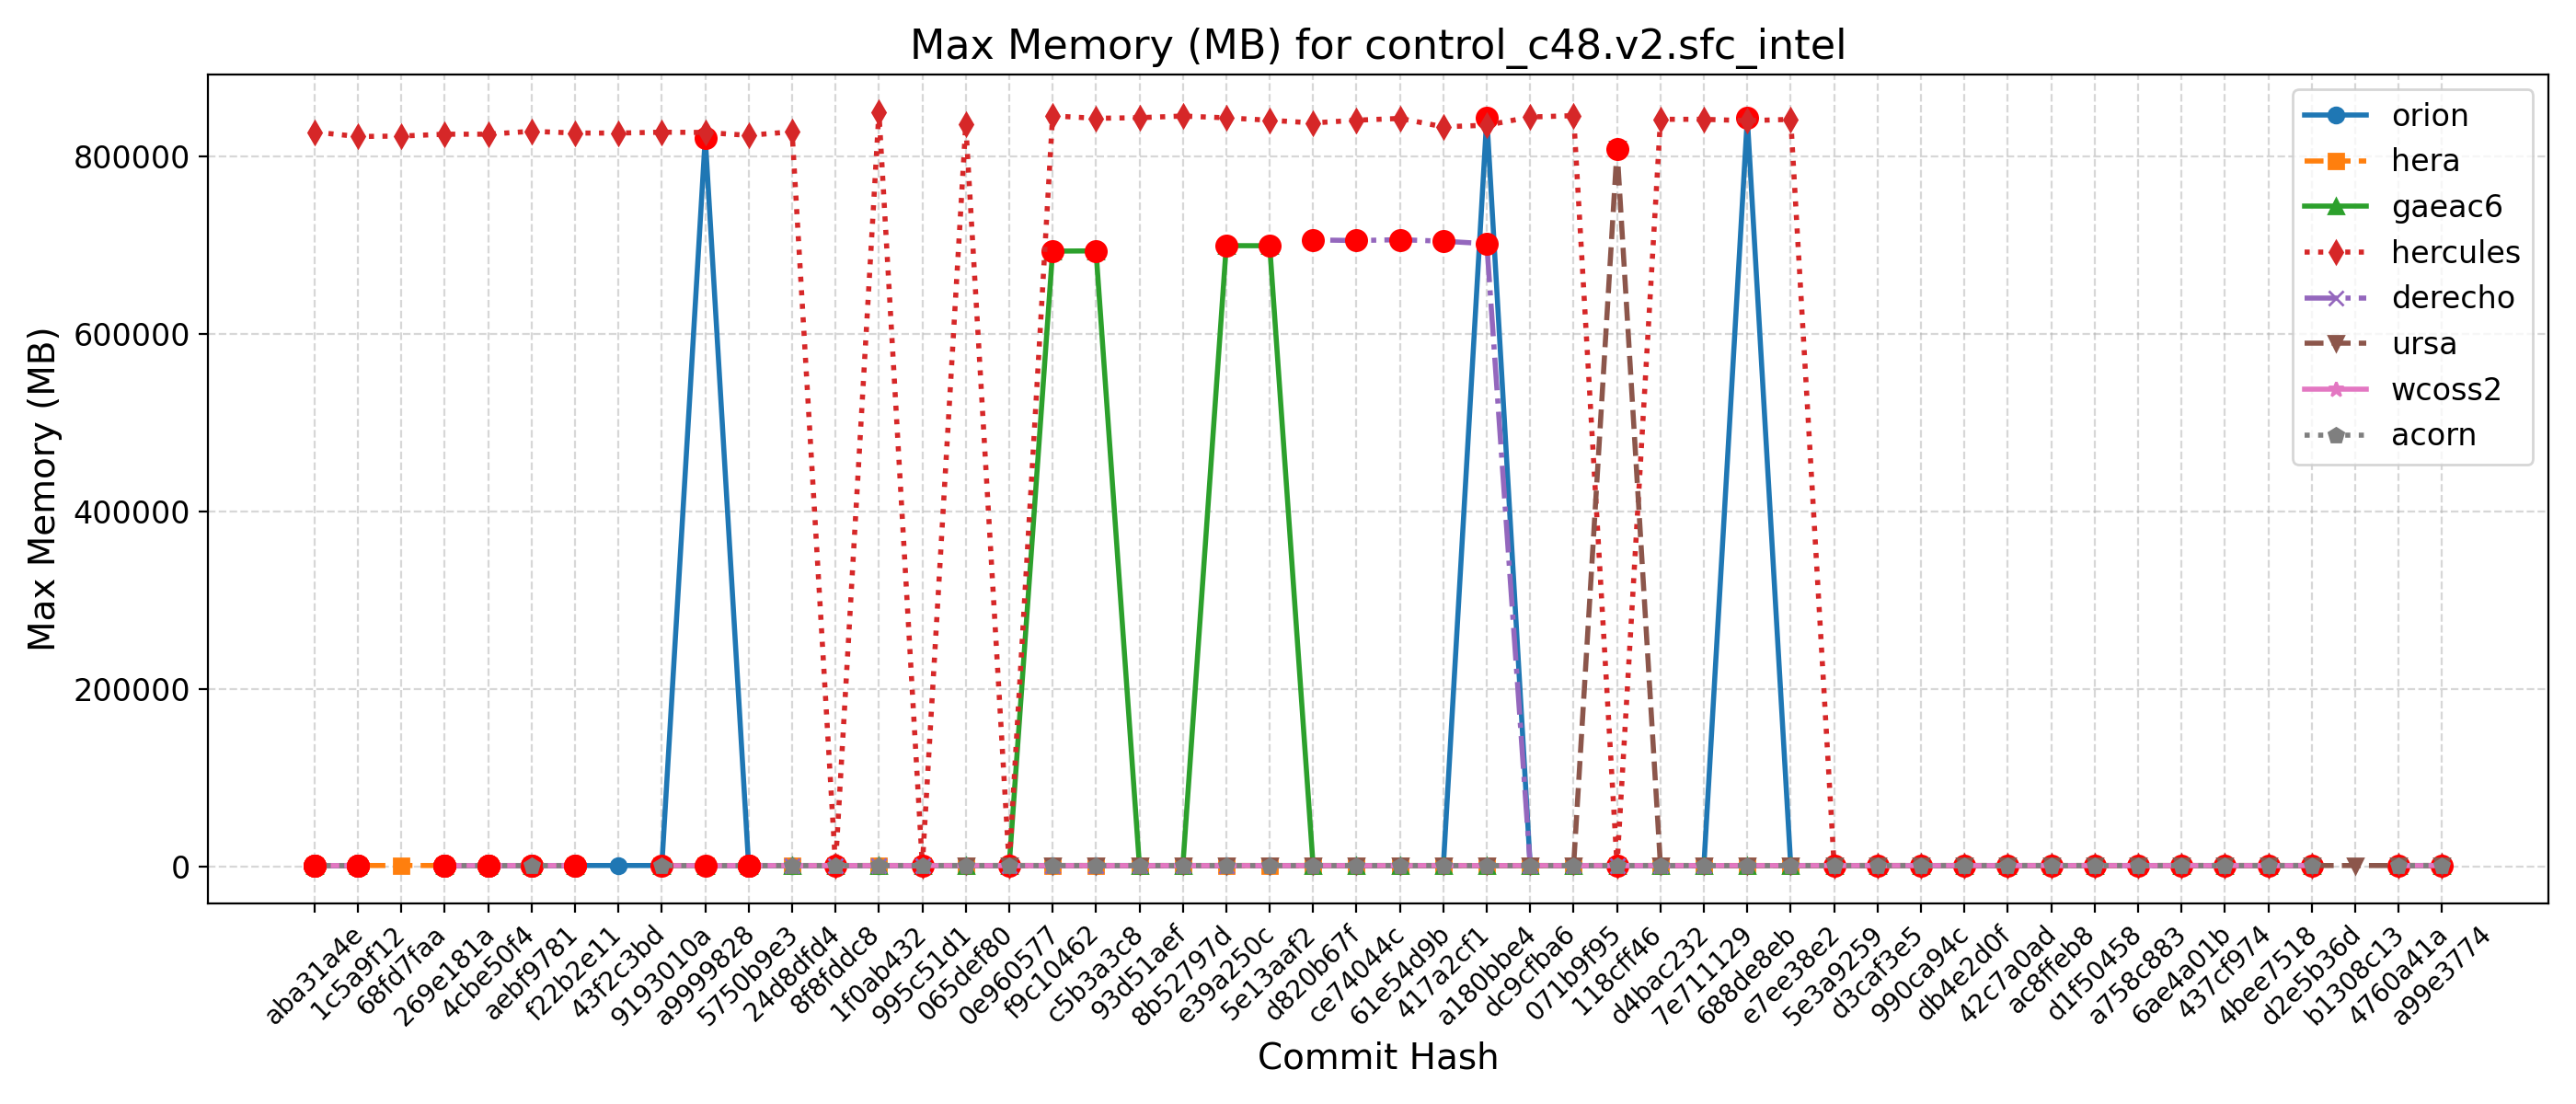 Max Memory (MB) for control_c48.v2.sfc_intel
Max Memory (MB)
800000
600000
400000
200000
0
orion
hera
gaeac6
hercules
derecho
ursa
wcoss2
acorn
aba31a4e
1c5a9f12
68fd7faa
269e181a
4cbe50f4
aebf9781
f22b2e11
43f2c3bd
9193010a
a9999828
5750b9e3
24d8dfd4
8f8fddc8
1f0ab432
995c51d1
065def80
0e960577
f9c10462
c5b3a3c8
93d51aef
8b52797d
e39a250c
5e13aaf2
d820b67f
ce74044c
61e54d9b
417a2cf1
a180bbe4
dc9cfba6
071b9f95
118cff46
d4bac232
7e711129
688de8eb
e7ee38e2
5e3a9259
d3caf3e5
990ca94c
db4e2d0f
42c7a0ad
ac8ffeb8
d1f50458
a758c883
6ae4a01b
437cf974
4bee7518
d2e5b36d
b1308c13
4760a41a
a99e3774
Commit Hash